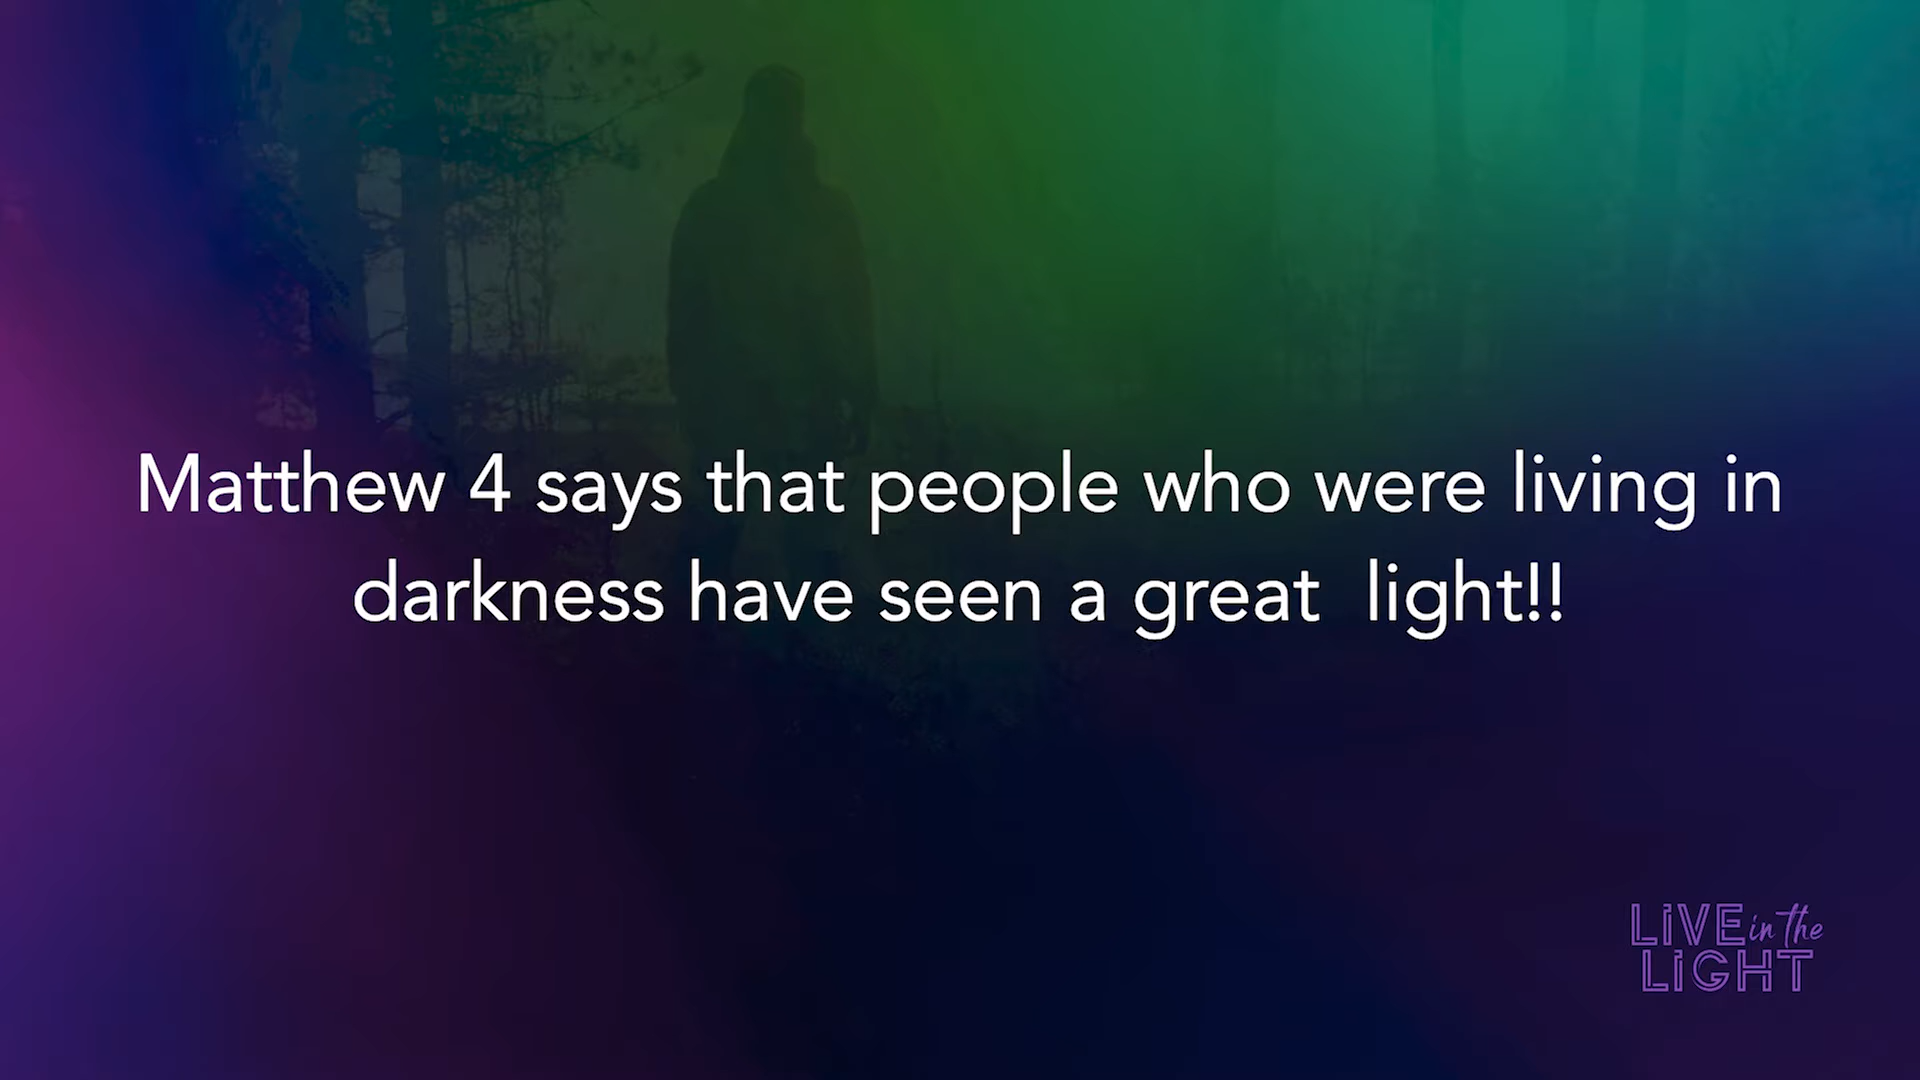 Matthew 4 says that people who were living in
darkness have seen a great  light!!
LIVE in the
LIGHT